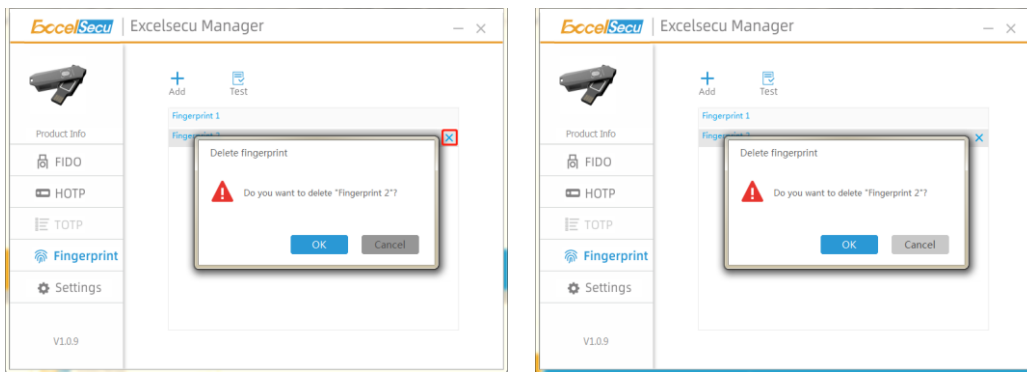 ExcelSecu | Excelsecu Manager
Add Test
Fingerprint 1
Product Info
Delete fingerprint
FIDO
Do you want to delete "Fingerprint 2"?
HOTP
TOTP
OK Cancel
Fingerprint
Settings
V1.0.9
ExcelSecu | Excelsecu Manager
Add Test
Fingerprint 1
Product Info
Delete fingerprint
FIDO
Do you want to delete "Fingerprint 2"?
HOTP
TOTP
OK Cancel
Fingerprint
Settings
V1.0.9